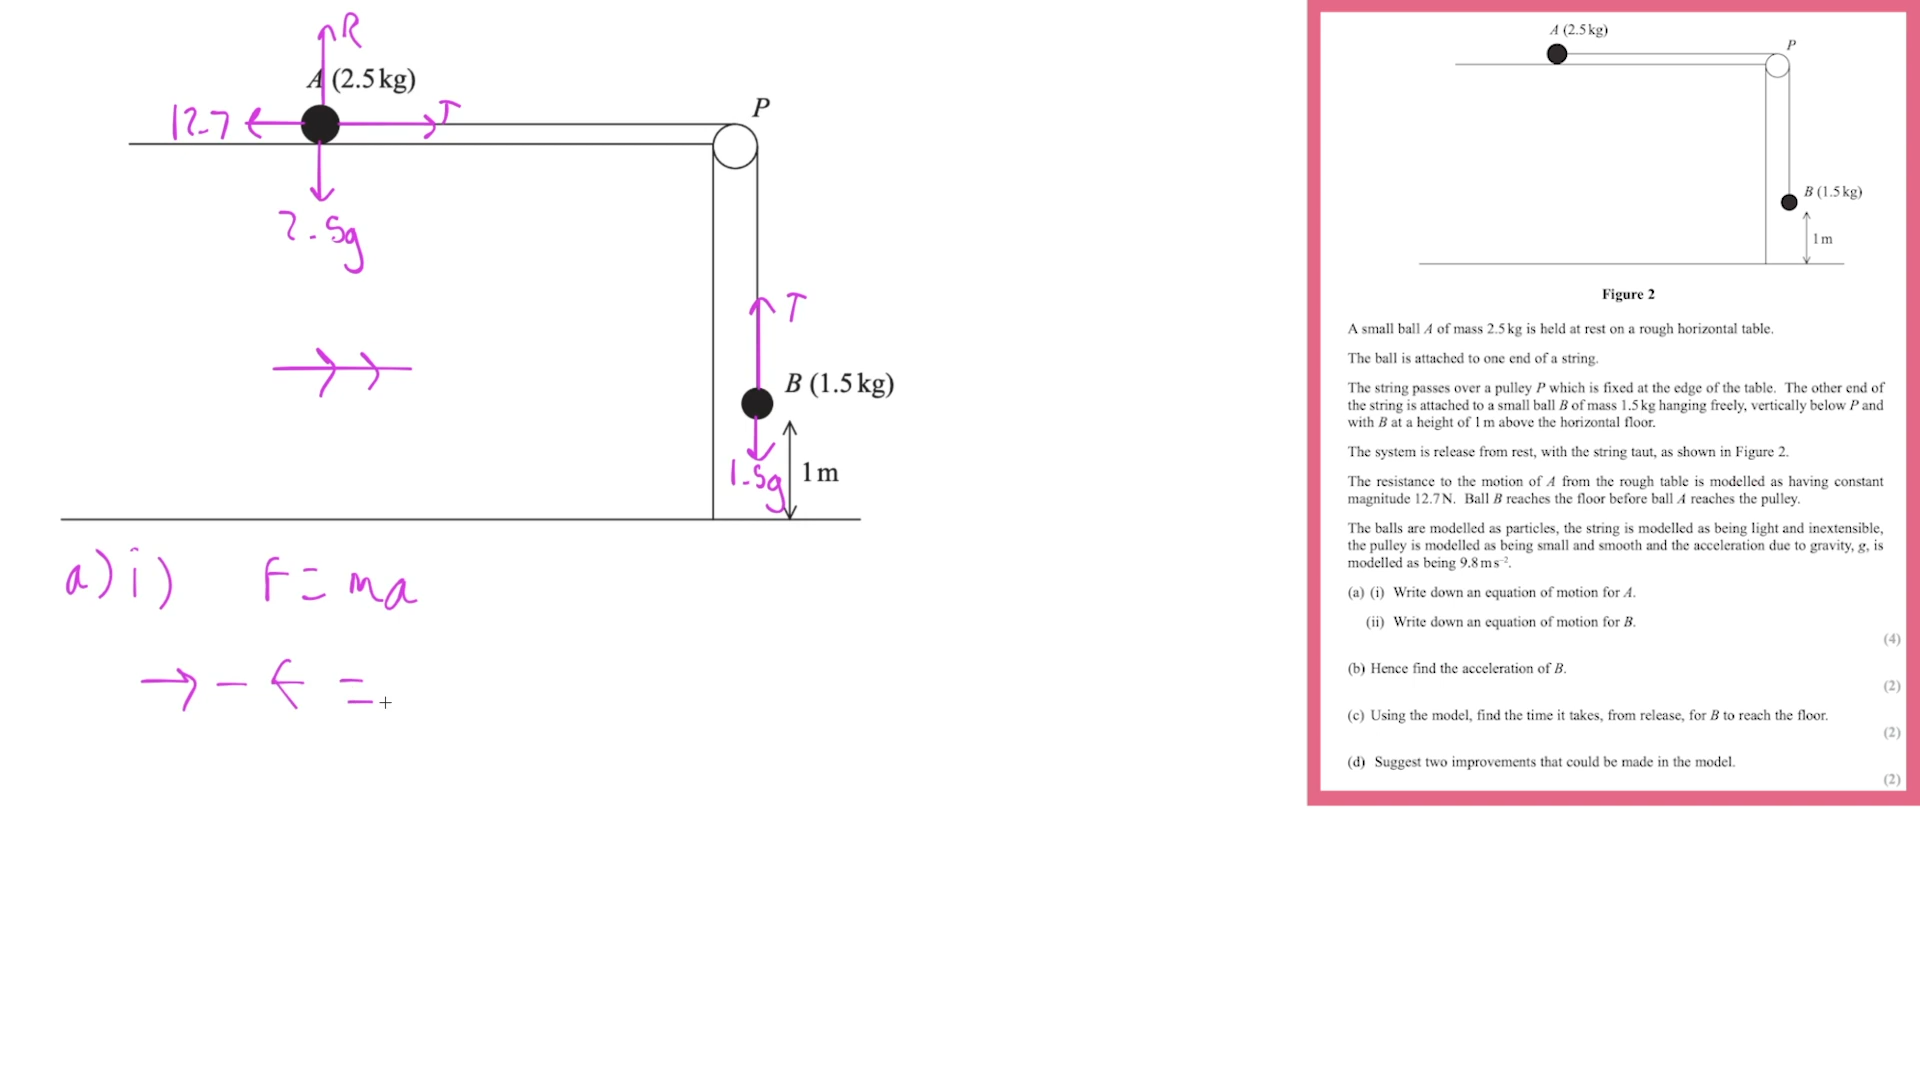 R
A (2.5 kg)
12.7
T
P
2.5g
T
B (1.5 kg)
1.5g
1 m
a) i) F = ma
→ - ← =
A (2.5 kg)
P
B (1.5 kg)
1 m
Figure 2
A small ball A of mass 2.5 kg is held at rest on a rough horizontal table.
The ball is attached to one end of a string.
The string passes over a pulley P which is fixed at the edge of the table. The other end of
the string is attached to a small ball B of mass 1.5 kg hanging freely, vertically below P and
with B at a height of 1 m above the horizontal floor.
The system is release from rest, with the string taut, as shown in Figure 2.
The resistance to the motion of A from the rough table is modelled as having constant
magnitude 12.7 N. Ball B reaches the floor before ball A reaches the pulley.
The balls are modelled as particles, the string is modelled as being light and inextensible,
the pulley is modelled as being small and smooth and the acceleration due to gravity, g, is
modelled as being 9.8 m s⁻².
(a) (i) Write down an equation of motion for A.
(ii) Write down an equation of motion for B.
(4)
(b) Hence find the acceleration of B.
(2)
(c) Using the model, find the time it takes, from release, for B to reach the floor.
(2)
(d) Suggest two improvements that could be made in the model.
(2)